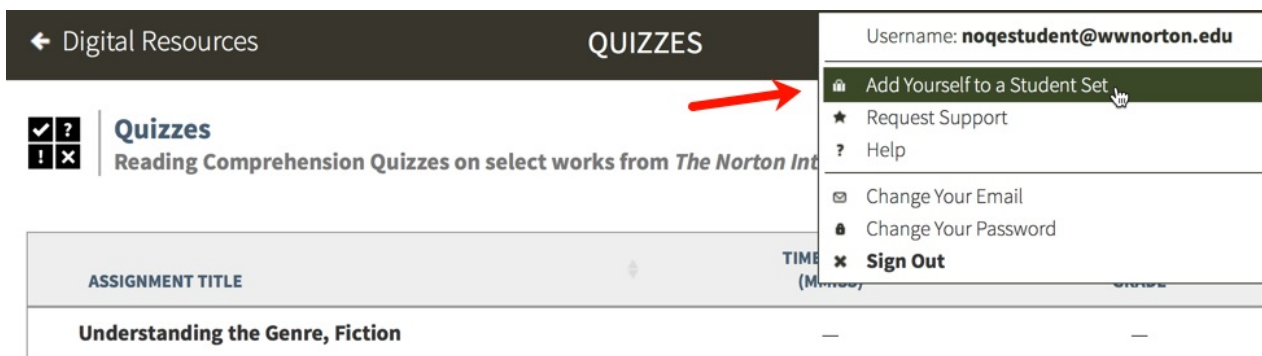 Digital Resources
QUIZZES
Username: noqestudent@wwnorton.edu
Add Yourself to a Student Set
Request Support
? Help
Change Your Email
Change Your Password
Sign Out
Quizzes
Reading Comprehension Quizzes on select works from The Norton Int
ASSIGNMENT TITLE
TIME
Understanding the Genre, Fiction — —